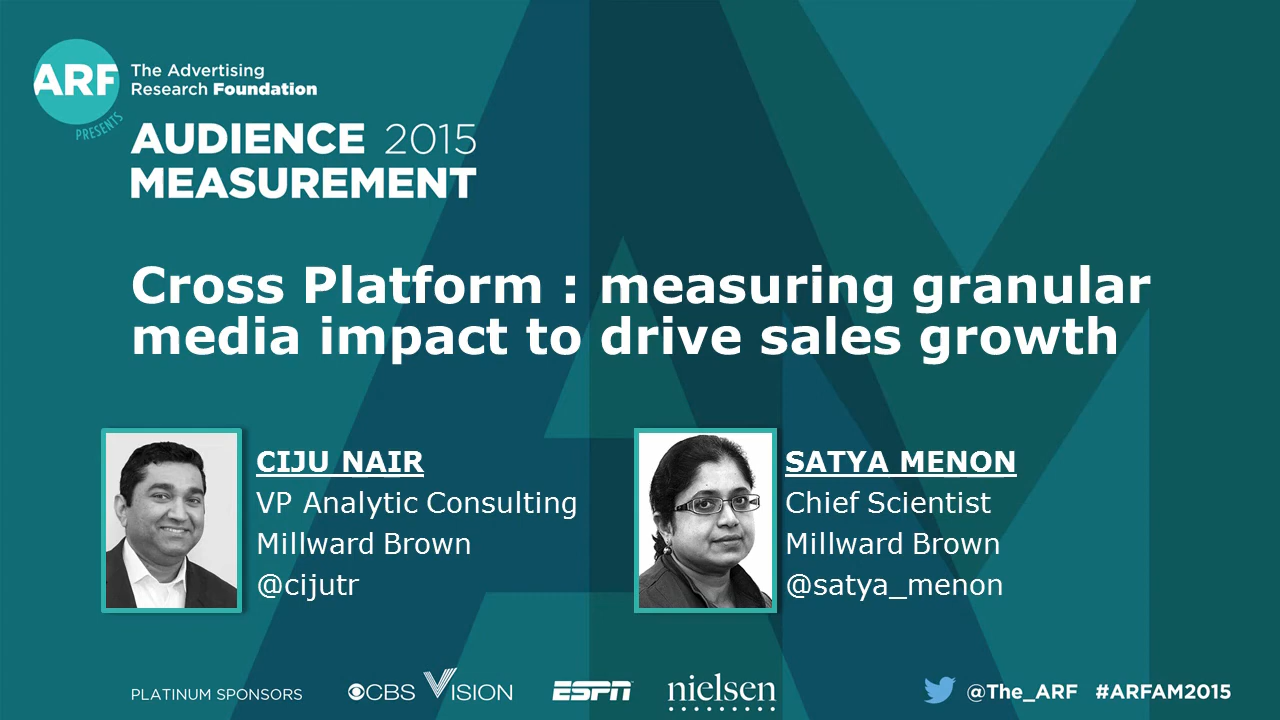 ARF
The Advertising
Research Foundation
PRESENTS
AUDIENCE 2015
MEASUREMENT
Cross Platform : measuring granular
media impact to drive sales growth
CIJU NAIR
VP Analytic Consulting
Millward Brown
@cijutr
SATYA MENON
Chief Scientist
Millward Brown
@satya_menon
PLATINUM SPONSORS
CBS VISION
ESPN
nielsen
@The_ARF #ARFAM2015